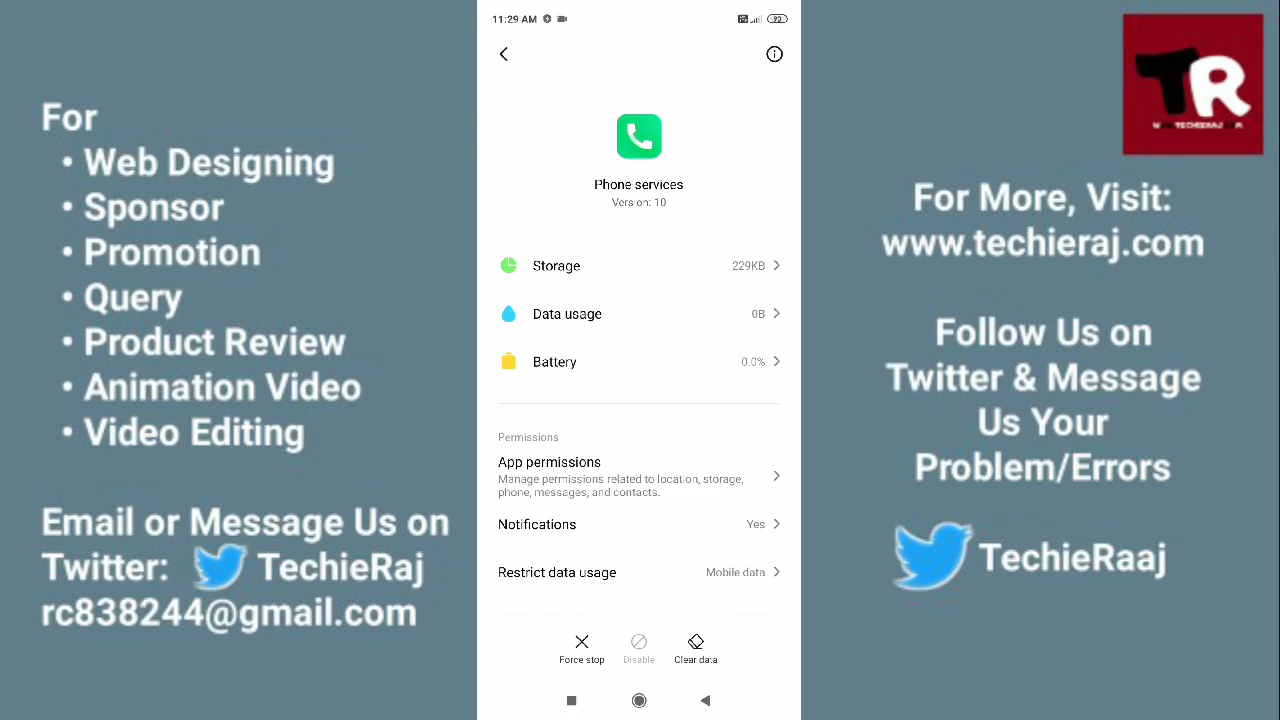 For
• Web Designing
• Sponsor
• Promotion
• Query
• Product Review
• Animation Video
• Video Editing
Email or Message Us on
Twitter: TechieRaj
rc838244@gmail.com
11:29 AM
90
Phone services
Version: 10
Storage 229KB
Data usage 0B
Battery 0.0%
Permissions
App permissions
Manage permissions related to location, storage,
phone, messages, and contacts.
Notifications Yes
Restrict data usage Mobile data
Force stop Disable Clear data
TR
For More, Visit:
www.techieraj.com
Follow Us on
Twitter & Message
Us Your
Problem/Errors
TechieRaaj